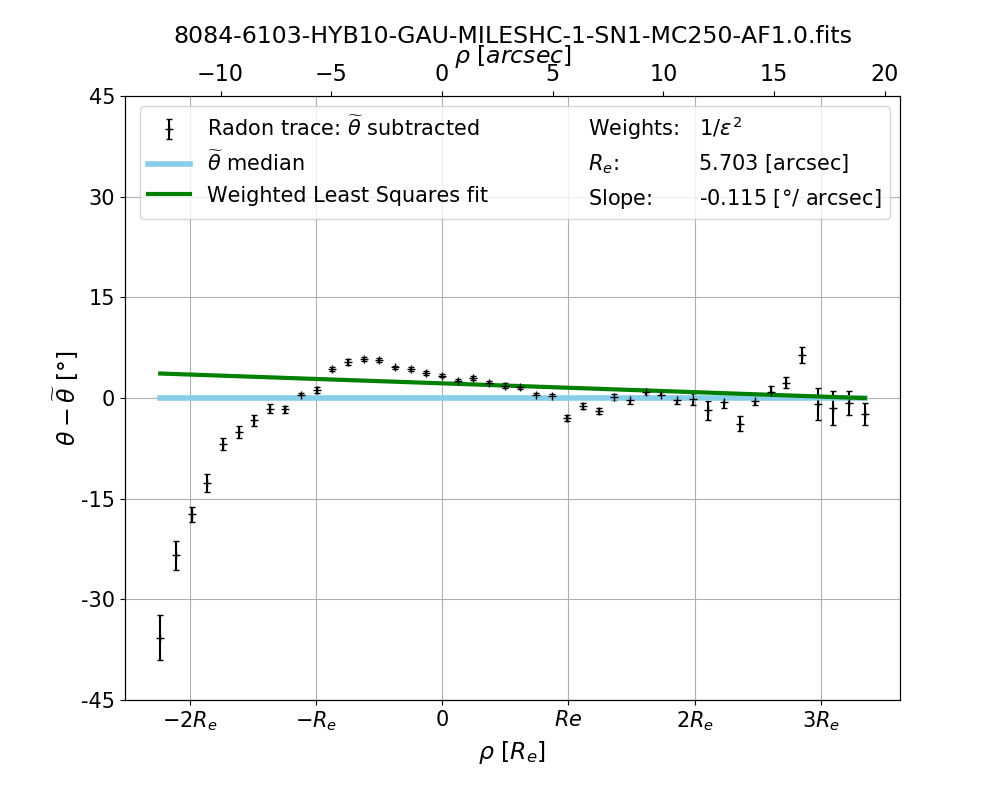 8084-6103-HYB10-GAU-MILESHC-1-SN1-MC250-AF1.0.fits
ρ [arcsec]
−10 −5 0 5 10 15 20
45
30
15
0
-15
-30
-45
θ − θ̃ [°]
Radon trace: θ̃ subtracted
θ̃ median
Weighted Least Squares fit
Weights: 1/ε²
Rₑ: 5.703 [arcsec]
Slope: -0.115 [°/ arcsec]
−2Rₑ −Rₑ 0 Re 2Rₑ 3Rₑ
ρ [Rₑ]